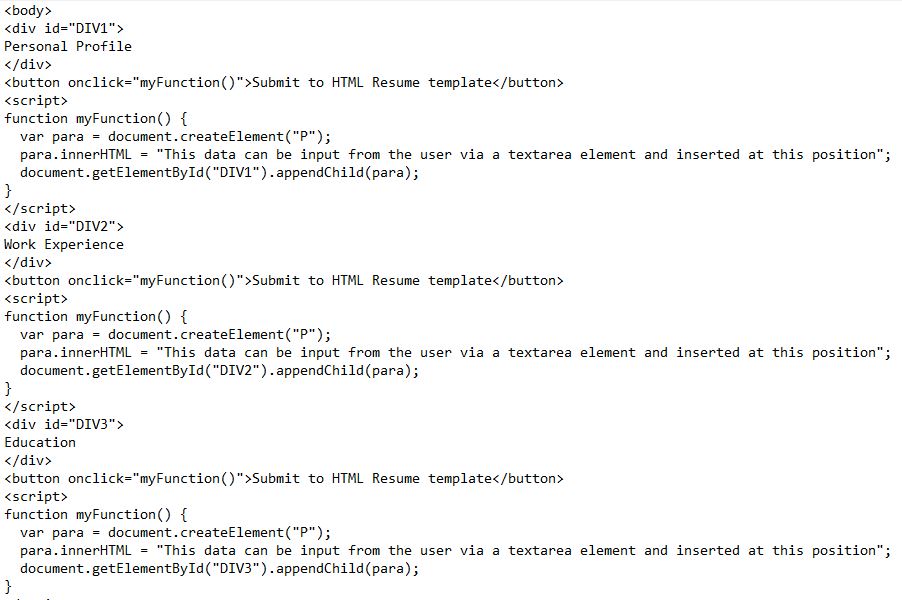 <body>
<div id="DIV1">
Personal Profile
</div>
<button onclick="myFunction()">Submit to HTML Resume template</button>
<script>
function myFunction() {
  var para = document.createElement("P");
  para.innerHTML = "This data can be input from the user via a textarea element and inserted at this position";
  document.getElementById("DIV1").appendChild(para);
}
</script>
<div id="DIV2">
Work Experience
</div>
<button onclick="myFunction()">Submit to HTML Resume template</button>
<script>
function myFunction() {
  var para = document.createElement("P");
  para.innerHTML = "This data can be input from the user via a textarea element and inserted at this position";
  document.getElementById("DIV2").appendChild(para);
}
</script>
<div id="DIV3">
Education
</div>
<button onclick="myFunction()">Submit to HTML Resume template</button>
<script>
function myFunction() {
  var para = document.createElement("P");
  para.innerHTML = "This data can be input from the user via a textarea element and inserted at this position";
  document.getElementById("DIV3").appendChild(para);
}